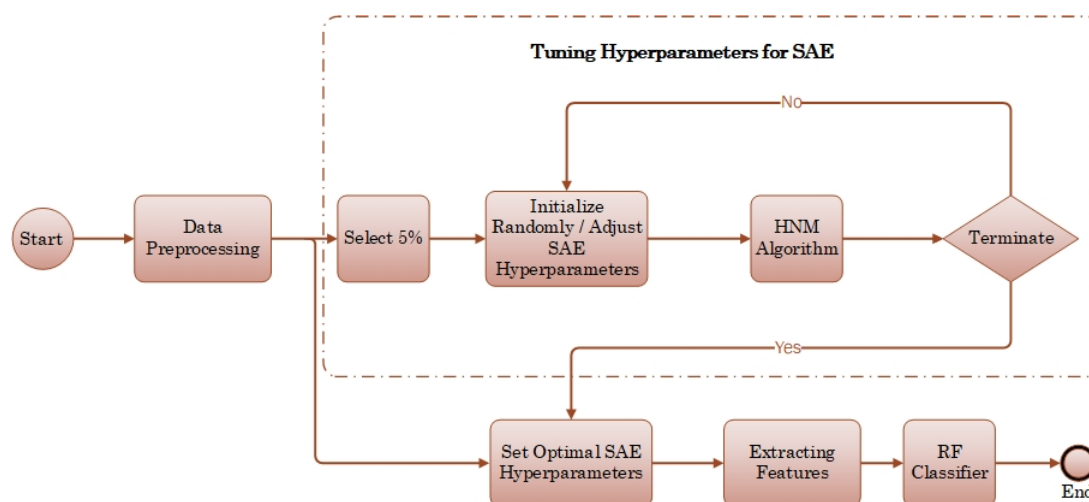 Tuning Hyperparameters for SAE
No
Start
Data
Preprocessing
Select 5%
Initialize
Randomly / Adjust
SAE
Hyperparameters
HNM
Algorithm
Terminate
Yes
Set Optimal SAE
Hyperparameters
Extracting
Features
RF
Classifier
End